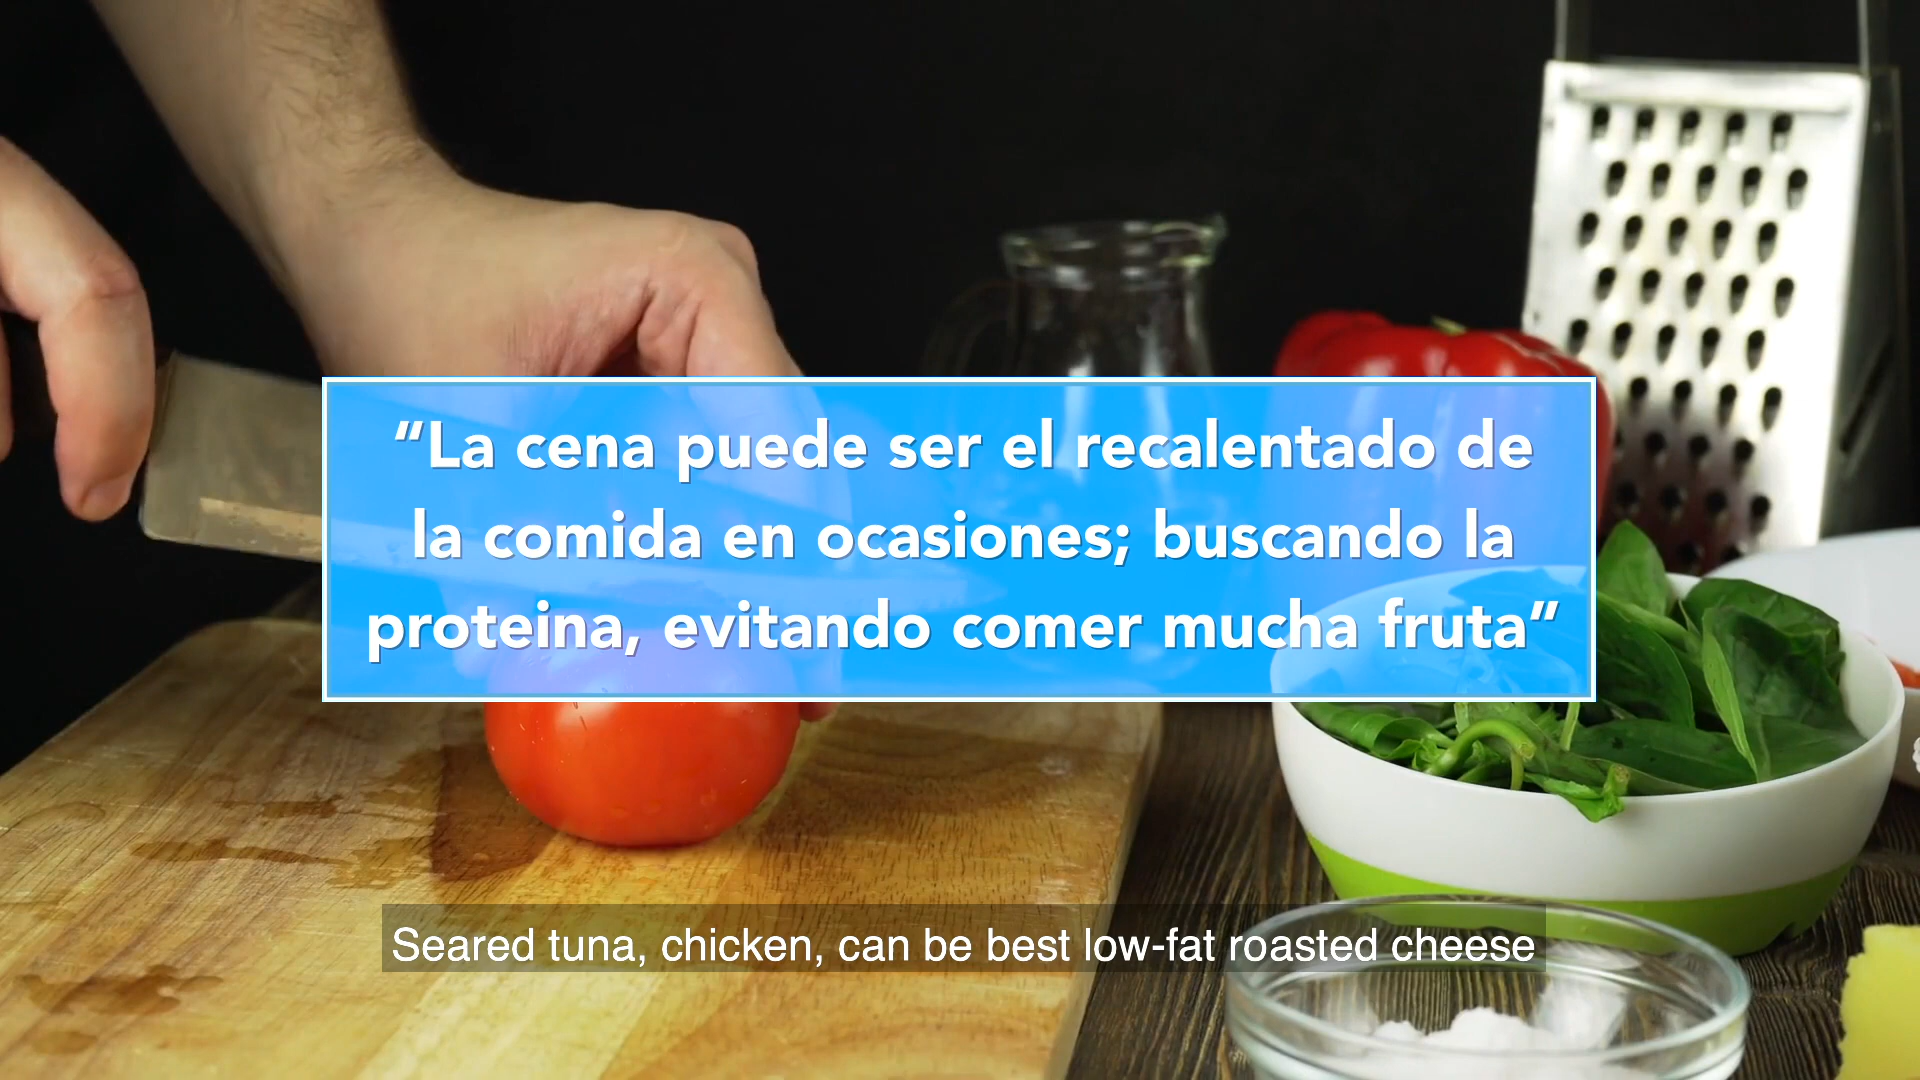 “La cena puede ser el recalentado de
la comida en ocasiones; buscando la
proteina, evitando comer mucha fruta”
Seared tuna, chicken, can be best low-fat roasted cheese